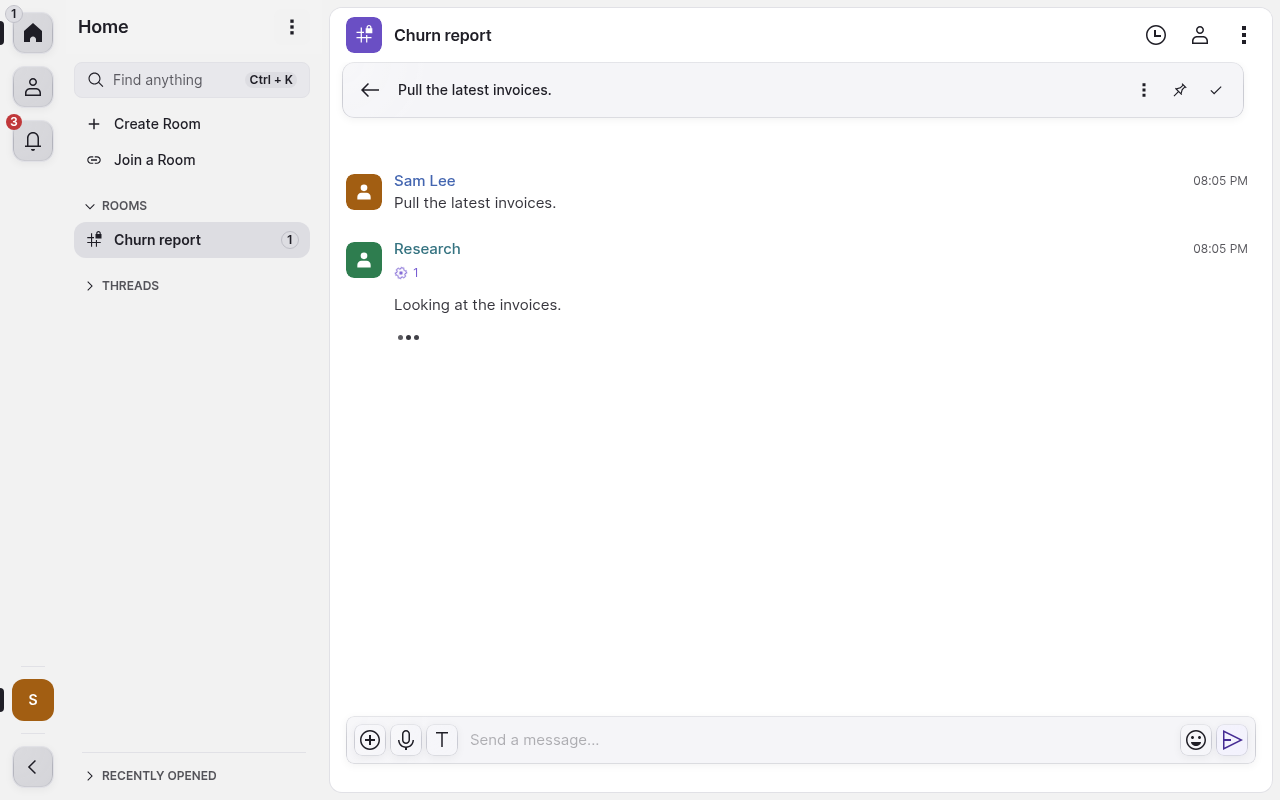 1
Home
Find anything
Ctrl + K
Create Room
Join a Room
3
ROOMS
Churn report
1
THREADS
S
RECENTLY OPENED
Churn report
Pull the latest invoices.
Sam Lee
08:05 PM
Pull the latest invoices.
Research
08:05 PM
1
Looking at the invoices.
Send a message...